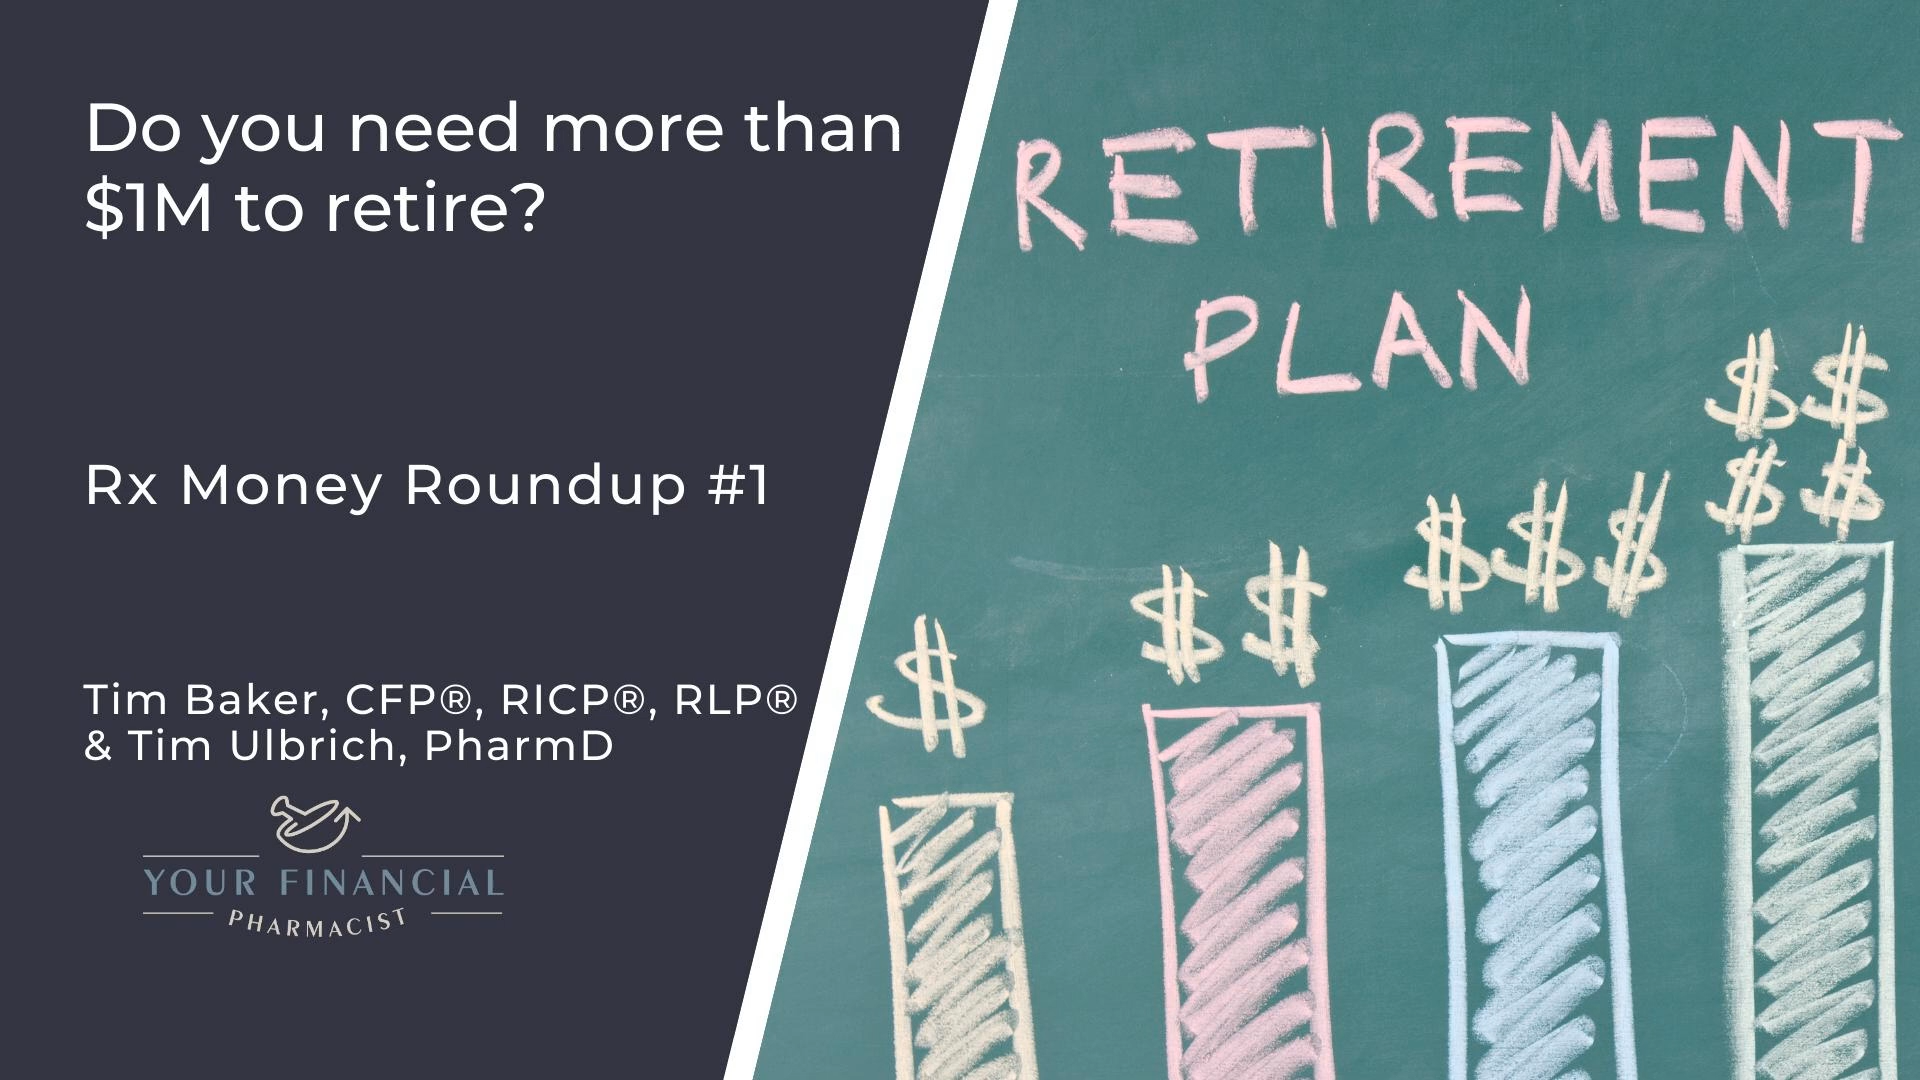 Do you need more than
$1M to retire?
Rx Money Roundup #1
Tim Baker, CFP®, RICP®, RLP®
& Tim Ulbrich, PharmD
YOUR FINANCIAL
PHARMACIST
RETIREMENT
PLAN
$
$$
$$$
$$
$$